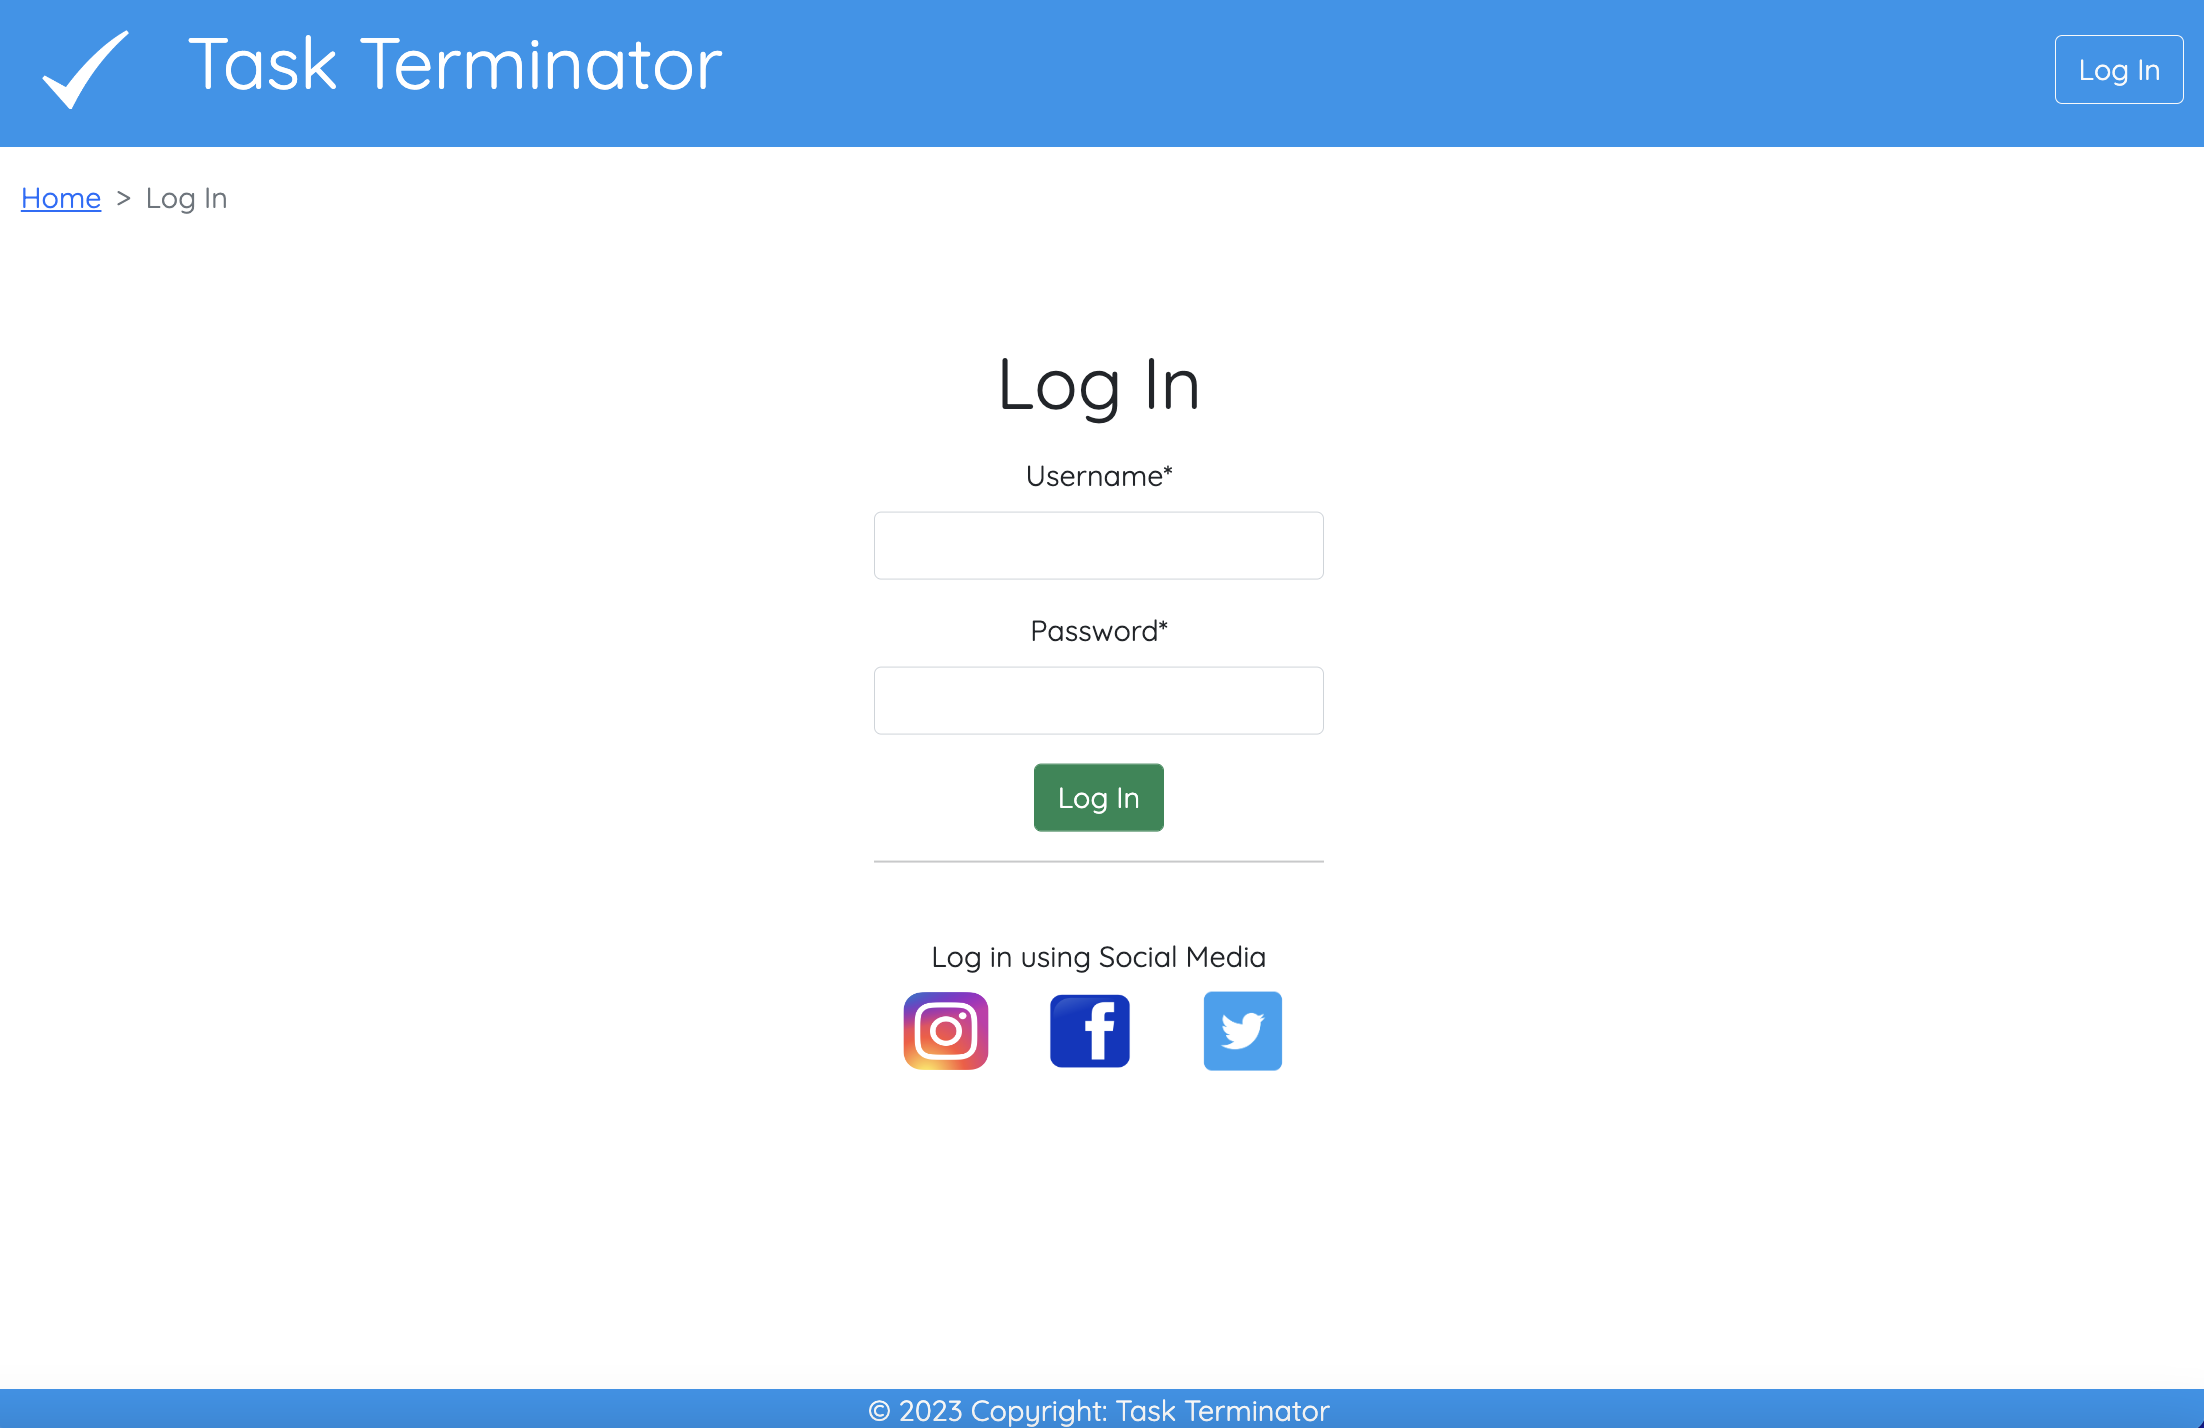 Task Terminator
Log In
Home > Log In
Log In
Username*
Password*
Log In
Log in using Social Media
© 2023 Copyright: Task Terminator